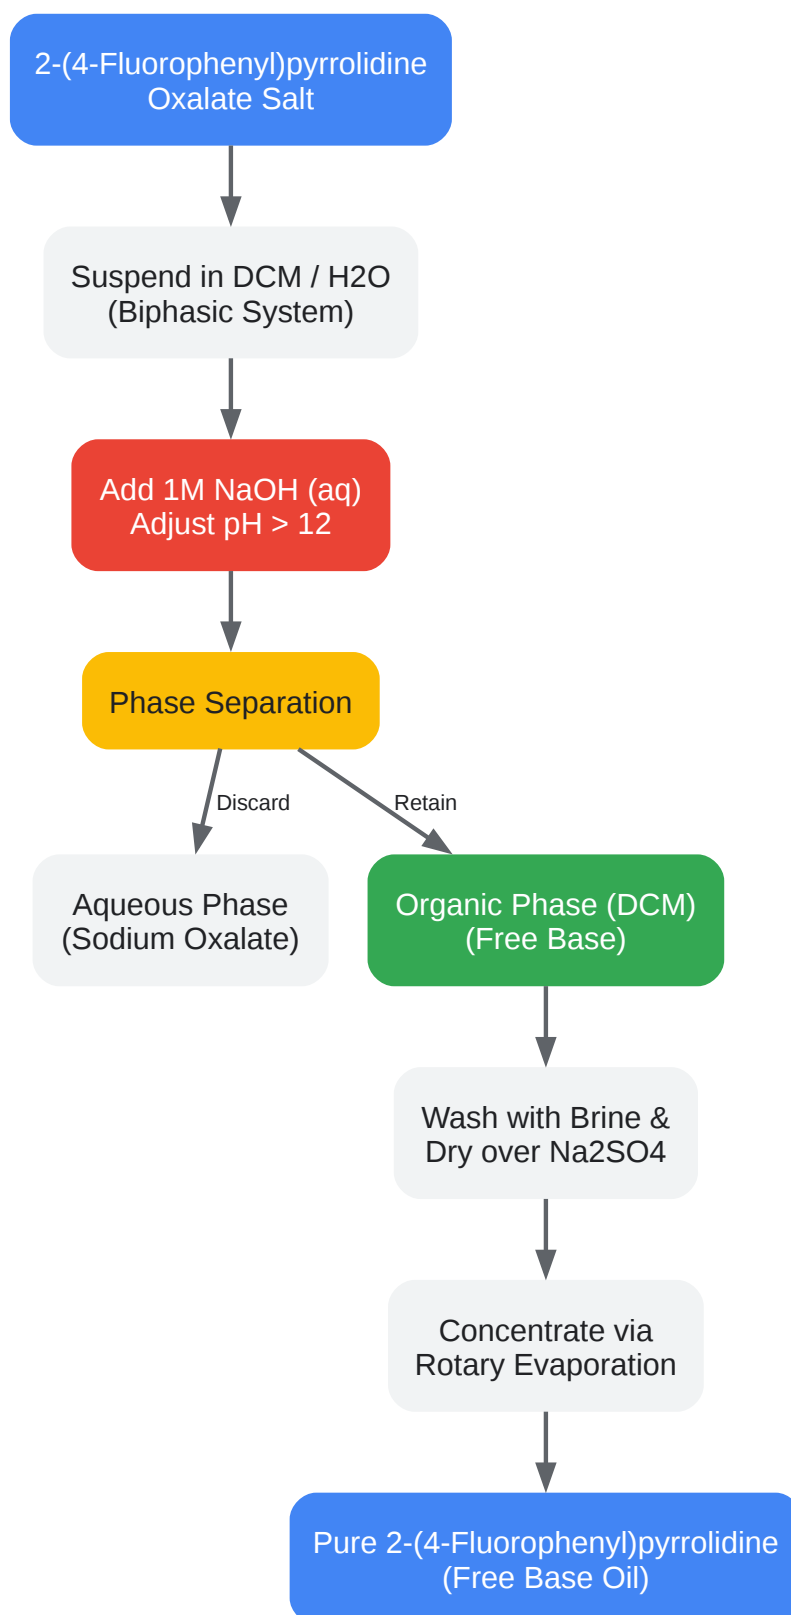 2-(4-Fluorophenyl)pyrrolidine
Oxalate Salt
Suspend in DCM / H2O
(Biphasic System)
Add 1M NaOH (aq)
Adjust pH > 12
Phase Separation
Discard
Retain
Aqueous Phase
(Sodium Oxalate)
Organic Phase (DCM)
(Free Base)
Wash with Brine &
Dry over Na2SO4
Concentrate via
Rotary Evaporation
Pure 2-(4-Fluorophenyl)pyrrolidine
(Free Base Oil)